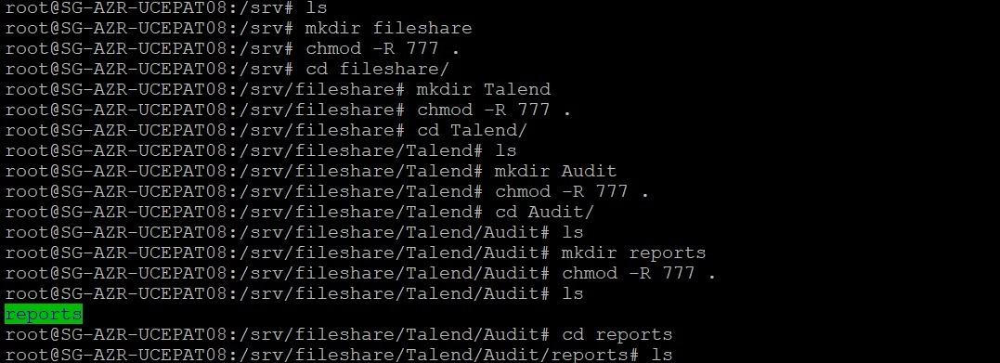 root@SG-AZR-UCEPAT08:/srv# ls
root@SG-AZR-UCEPAT08:/srv# mkdir fileshare
root@SG-AZR-UCEPAT08:/srv# chmod -R 777 .
root@SG-AZR-UCEPAT08:/srv# cd fileshare/
root@SG-AZR-UCEPAT08:/srv/fileshare# mkdir Talend
root@SG-AZR-UCEPAT08:/srv/fileshare# chmod -R 777 .
root@SG-AZR-UCEPAT08:/srv/fileshare# cd Talend/
root@SG-AZR-UCEPAT08:/srv/fileshare/Talend# ls
root@SG-AZR-UCEPAT08:/srv/fileshare/Talend# mkdir Audit
root@SG-AZR-UCEPAT08:/srv/fileshare/Talend# chmod -R 777 .
root@SG-AZR-UCEPAT08:/srv/fileshare/Talend# cd Audit/
root@SG-AZR-UCEPAT08:/srv/fileshare/Talend/Audit# ls
root@SG-AZR-UCEPAT08:/srv/fileshare/Talend/Audit# mkdir reports
root@SG-AZR-UCEPAT08:/srv/fileshare/Talend/Audit# chmod -R 777 .
root@SG-AZR-UCEPAT08:/srv/fileshare/Talend/Audit# ls
reports
root@SG-AZR-UCEPAT08:/srv/fileshare/Talend/Audit# cd reports
root@SG-AZR-UCEPAT08:/srv/fileshare/Talend/Audit/reports# ls